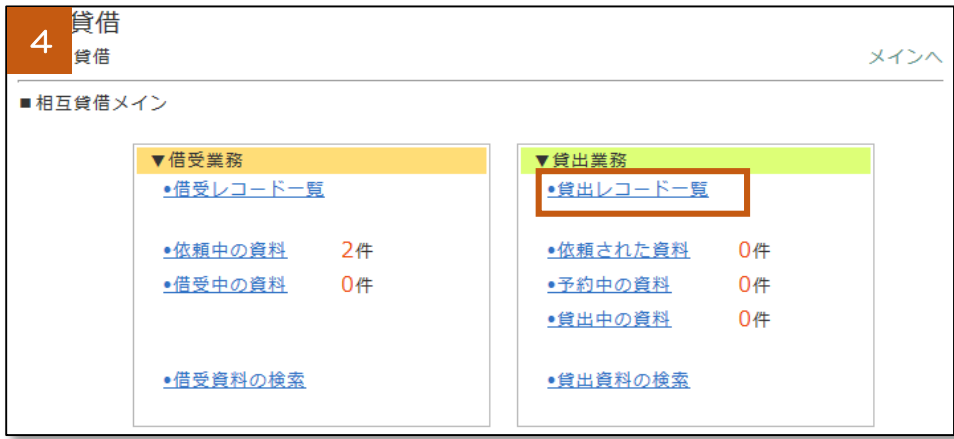 4
貸借
貸借
メインへ
■相互貸借メイン
▼借受業務
•借受レコード一覧
•依頼中の資料 2件
•借受中の資料 0件
•借受資料の検索
▼貸出業務
•貸出レコード一覧
•依頼された資料 0件
•予約中の資料 0件
•貸出中の資料 0件
•貸出資料の検索